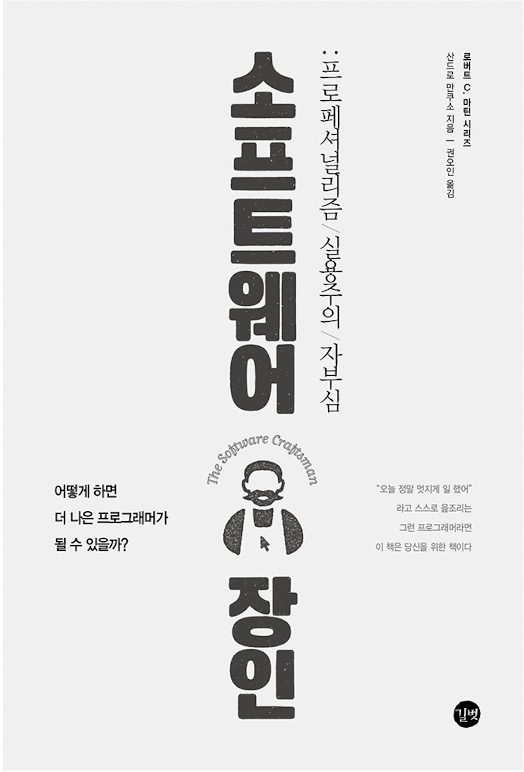 로버트 C. 마틴 시리즈
산드로 만쿠소 지음 | 권오인 옮김
: 프로페셔널리즘 / 실용주의 / 자부심
소프트웨어
The Software Craftsman
장인
어떻게 하면
더 나은 프로그래머가
될 수 있을까?
“오늘 정말 멋지게 일 했어”
라고 스스로 읊조리는
그런 프로그래머라면
이 책은 당신을 위한 책이다
길벗